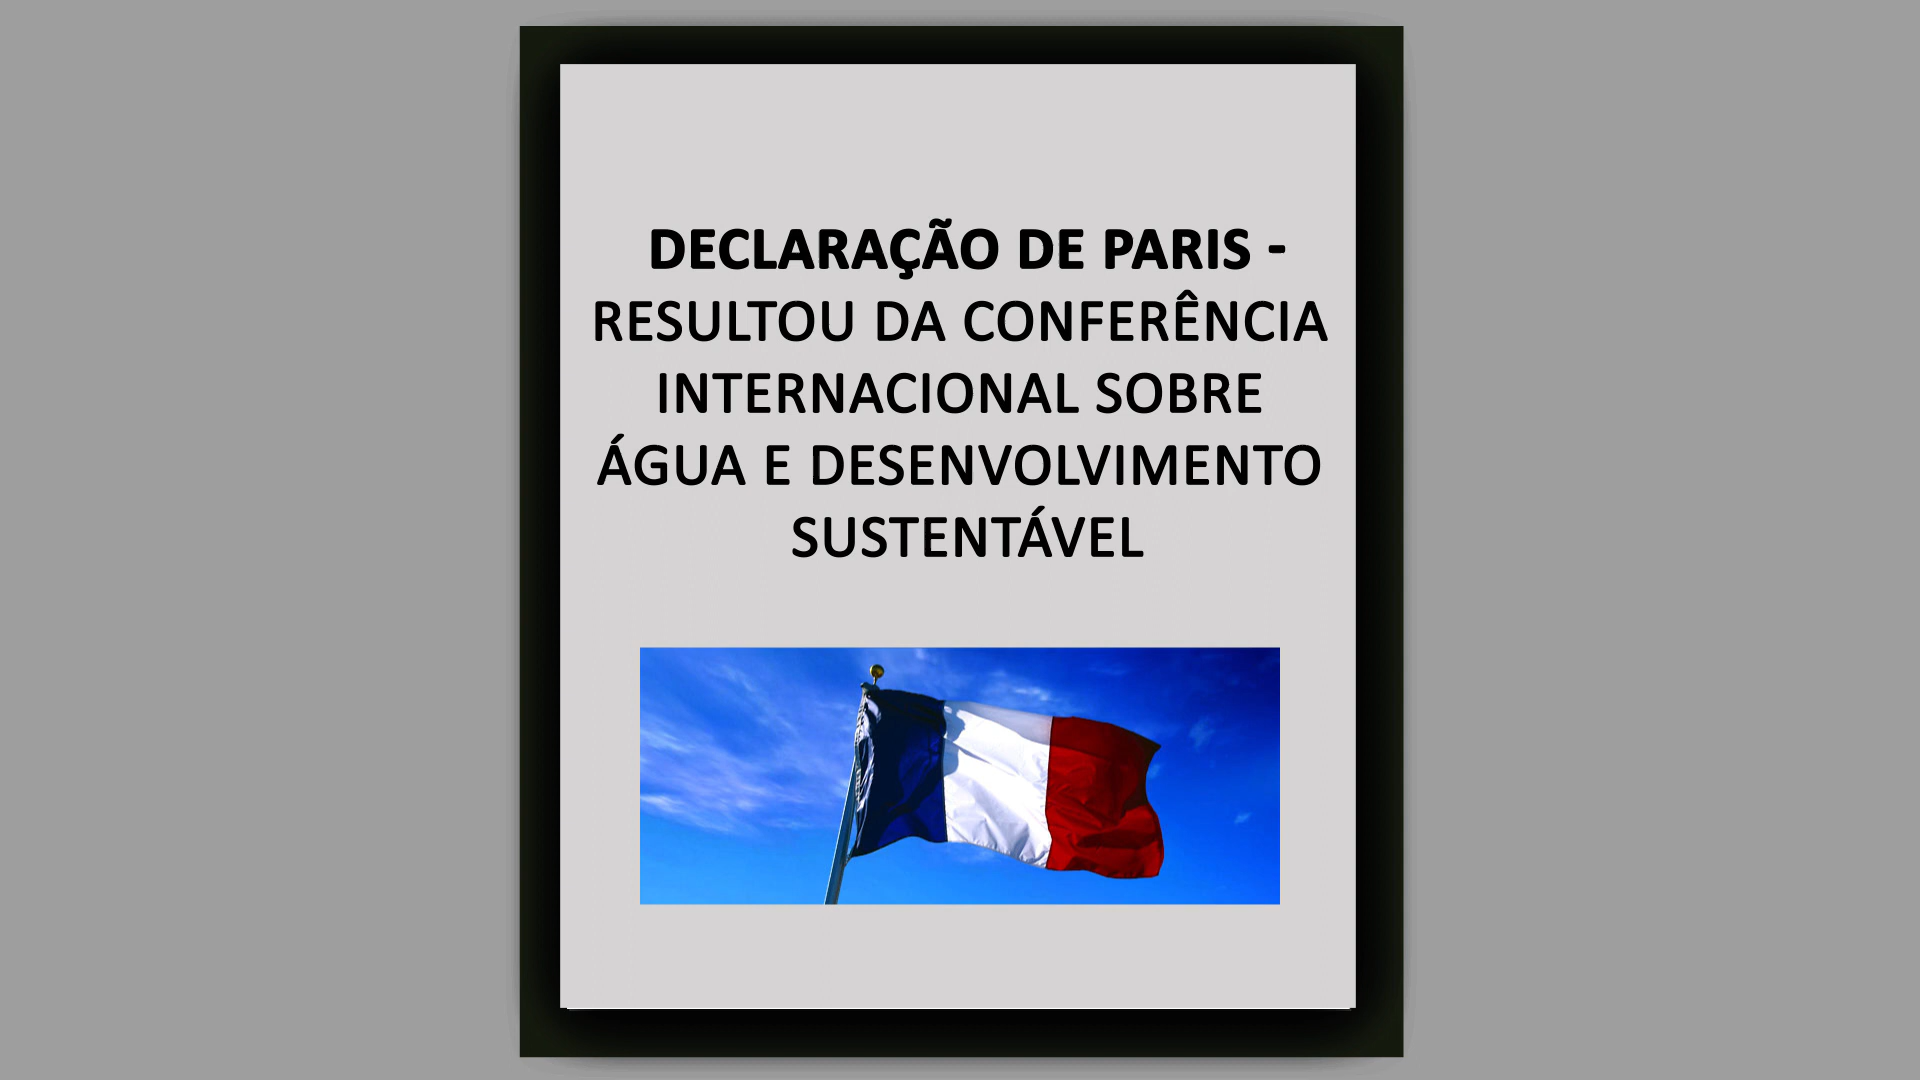 DECLARAÇÃO DE PARIS -
RESULTOU DA CONFERÊNCIA
INTERNACIONAL SOBRE
ÁGUA E DESENVOLVIMENTO
SUSTENTÁVEL